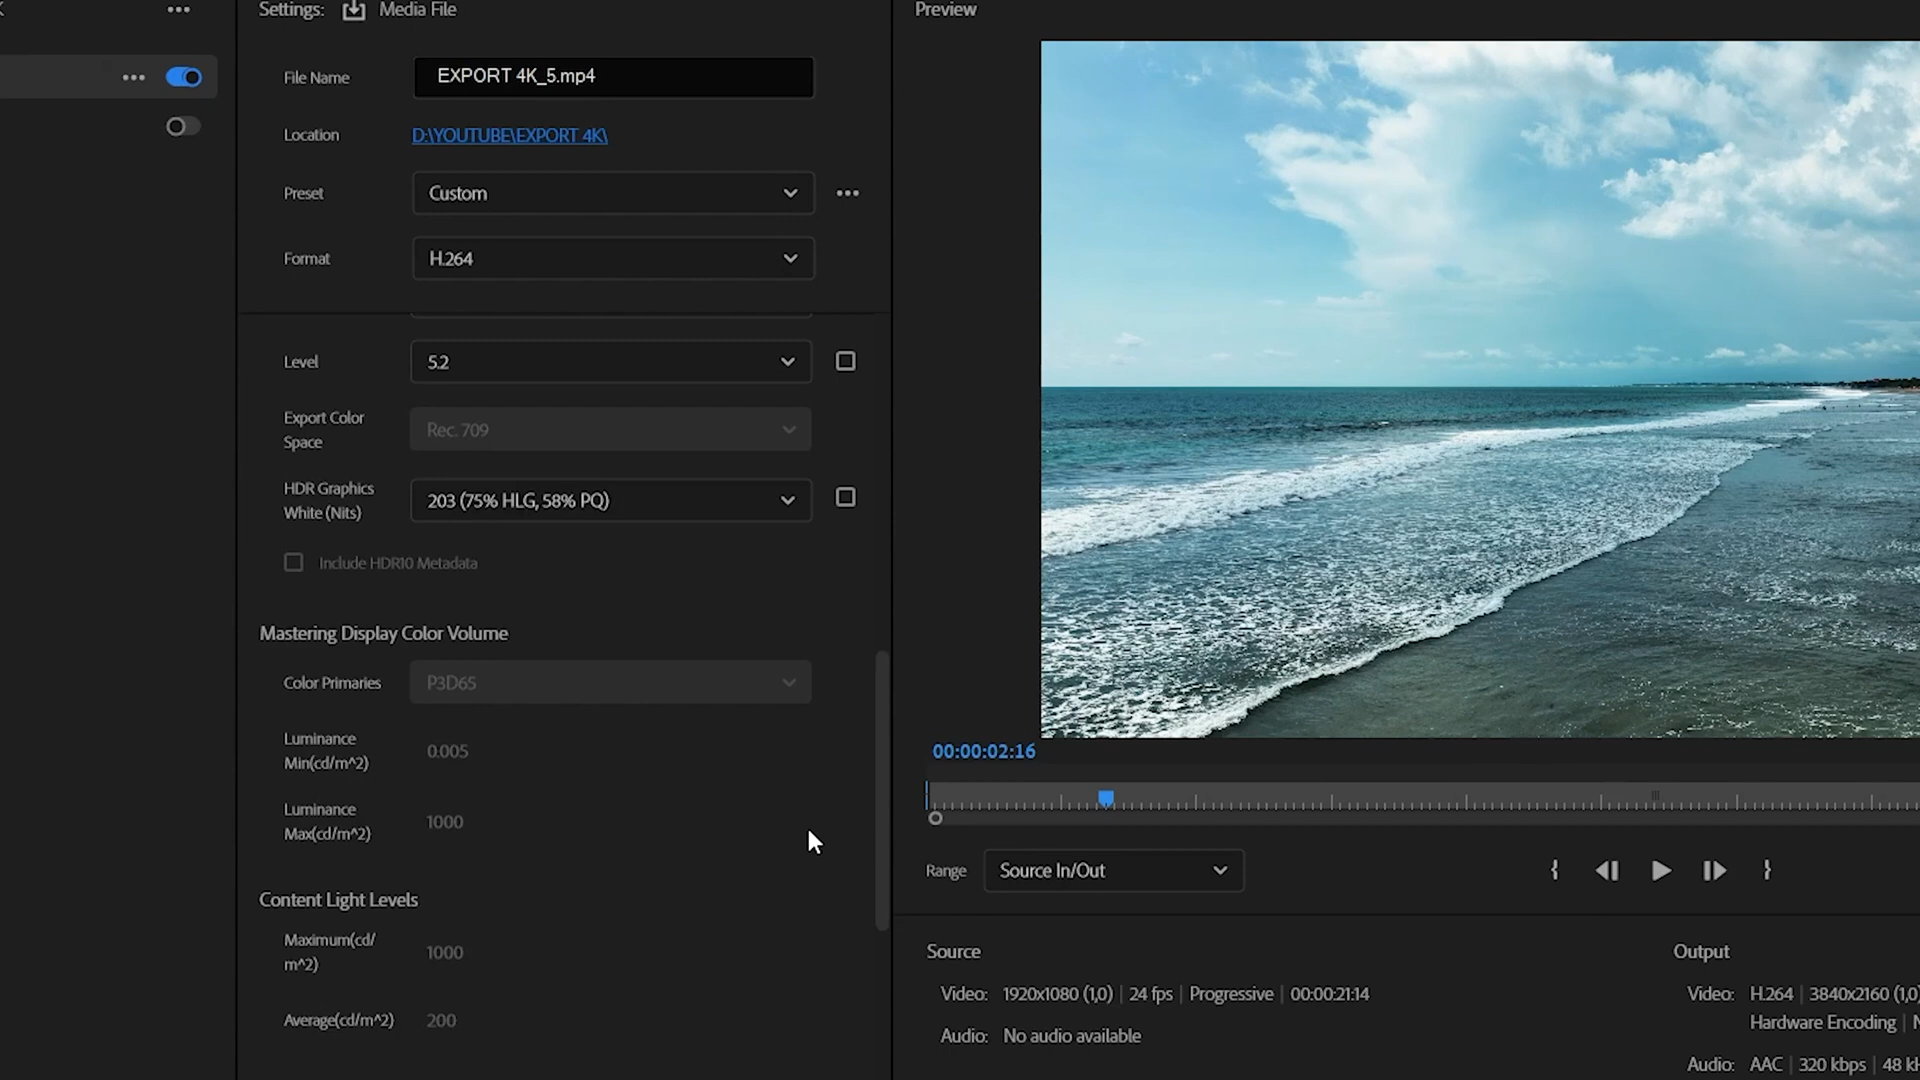 Settings: Media File
Preview
File Name EXPORT 4K_5.mp4
Location D:\YOUTUBE\EXPORT 4K\
Preset Custom
Format H.264
Level 5.2
Export Color
Space
Rec. 709
HDR Graphics
White (Nits)
203 (75% HLG, 58% PQ)
Include HDR10 Metadata
Mastering Display Color Volume
Color Primaries P3D65
Luminance
Min(cd/m^2)
0.005
Luminance
Max(cd/m^2)
1000
Content Light Levels
Maximum(cd/
m^2)
1000
Average(cd/m^2) 200
00:00:02:16
Range Source In/Out
Source
Video: 1920x1080 (1,0) | 24 fps | Progressive | 00:00:21:14
Audio: No audio available
Output
Video: H.264 | 3840x2160 (1,0)
Hardware Encoding |
Audio: AAC | 320 kbps | 48